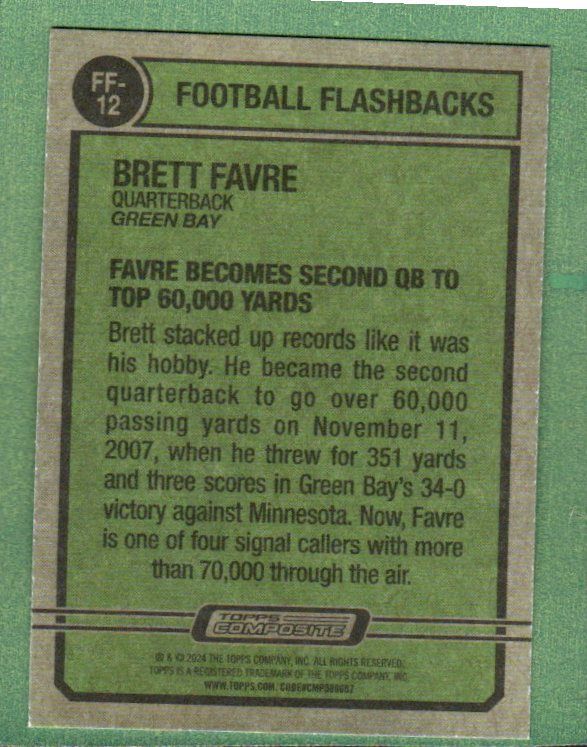 FF-
12
FOOTBALL FLASHBACKS
BRETT FAVRE
QUARTERBACK
GREEN BAY
FAVRE BECOMES SECOND QB TO
TOP 60,000 YARDS
Brett stacked up records like it was
his hobby. He became the second
quarterback to go over 60,000
passing yards on November 11,
2007, when he threw for 351 yards
and three scores in Green Bay's 34-0
victory against Minnesota. Now, Favre
is one of four signal callers with more
than 70,000 through the air.
TOPPS
COMPOSITE
® & © 2024 THE TOPPS COMPANY, INC. ALL RIGHTS RESERVED.
TOPPS IS A REGISTERED TRADEMARK OF THE TOPPS COMPANY, INC.
WWW.TOPPS.COM.